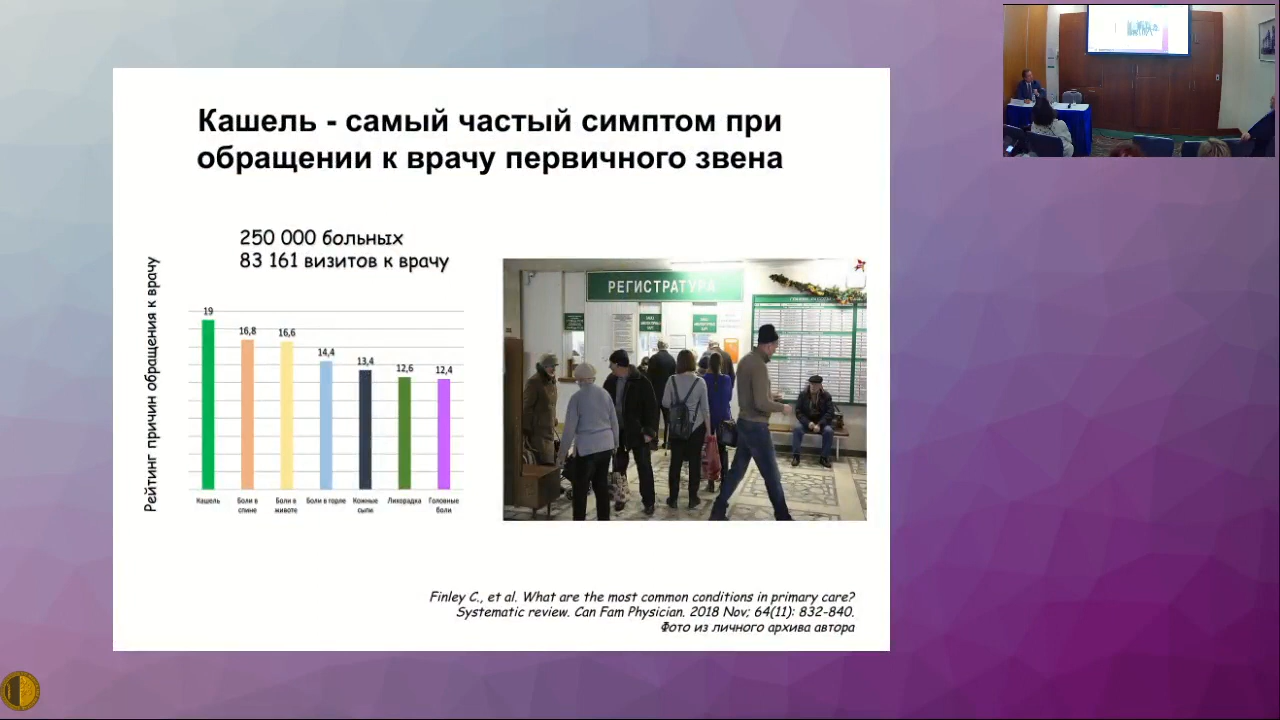 Кашель - самый частый симптом при
обращении к врачу первичного звена
250 000 больных
83 161 визитов к врачу
Рейтинг причин обращения к врачу
19
16,8
16,6
14,4
13,4
12,6
12,4
Кашель
Боли в спине
Боли в животе
Боли в горле
Кожные сыпи
Лихорадка
Головные боли
РЕГИСТРАТУРА
Finley C., et al. What are the most common conditions in primary care?
Systematic review. Can Fam Physician. 2018 Nov; 64(11): 832-840.
Фото из личного архива автора